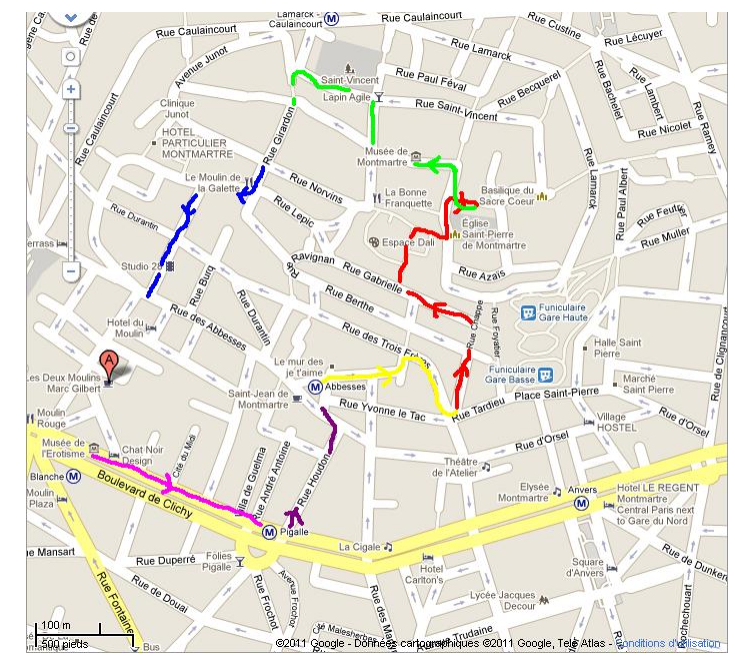 Lamarck -
Caulaincourt
Rue Caulaincourt
Rue Caulaincourt
Rue Custine
Rue Lécuyer
Rue Lamarck
Avenue Junot
Saint-Vincent
Lapin Agile
Rue Paul Féval
Rue Becquerel
Rue Bachelet
Rue Lambert
Rue Ramey
Rue Nicolet
Rue Saint-Vincent
Rue Caulaincourt
Clinique
Junot
HOTEL
PARTICULIER
MONTMARTRE
Rue Girardon
Musée de
Montmartre
Le Moulin de
la Galette
Rue Norvins
La Bonne
Franquette
Basilique du
Sacre Coeur
Rue Lamarck
Rue Paul Albert
Rue Feutrier
Rue Muller
Rue Durantin
Rue Lepic
Église
Saint-Pierre
de Montmartre
Espace Dali
Studio 28
Rue Burq
Ravignan
Rue Gabrielle
Rue Azaïs
Rue Berthe
Rue Durantin
Rue des Abbesses
Hotel du
Moulin
Rue des Trois Frères
Rue Chappe
Rue Foyatier
Funiculaire
Gare Haute
Funiculaire
Gare Basse
Halle Saint
Pierre
Marché
Saint-Pierre
Rue de Clignancourt
A
Les Deux Moulins
Marc Gilbert
Le mur des
je t'aime
Abbesses
Saint-Jean de
Montmartre
Rue Yvonne le Tac
Rue Tardieu
Place Saint-Pierre
Village
HOSTEL
Rue d'Orsel
Rue d'Orsel
Moulin
Rouge
Musée de
l'Erotisme
Chat Noir
Design
Cité du Midi
Villa de Guelma
Rue André Antoine
Rue Houdon
Théâtre
de l'Atelier
Blanche
Moulin
Plaza
Boulevard de Clichy
Pigalle
La Cigale
Elysée
Montmartre
Anvers
Hotel LE REGENT
Montmartre
Central Paris next
to Gare du Nord
Rue Mansart
Rue Duperré
Folies
Pigalle
Rue de Douai
Rue Fontaine
Rue Frochot
Avenue Frochot
Rue des Mar
Hotel
Carlton's
Square
d'Anvers
Rue de Dunker
Lycée Jacques
Decour
Rochechouart
Malesherbes
Trudaine
Bus
100 m
500 pieds
©2011 Google - Données cartographiques ©2011 Google, Tele Atlas - Conditions d'utilisation